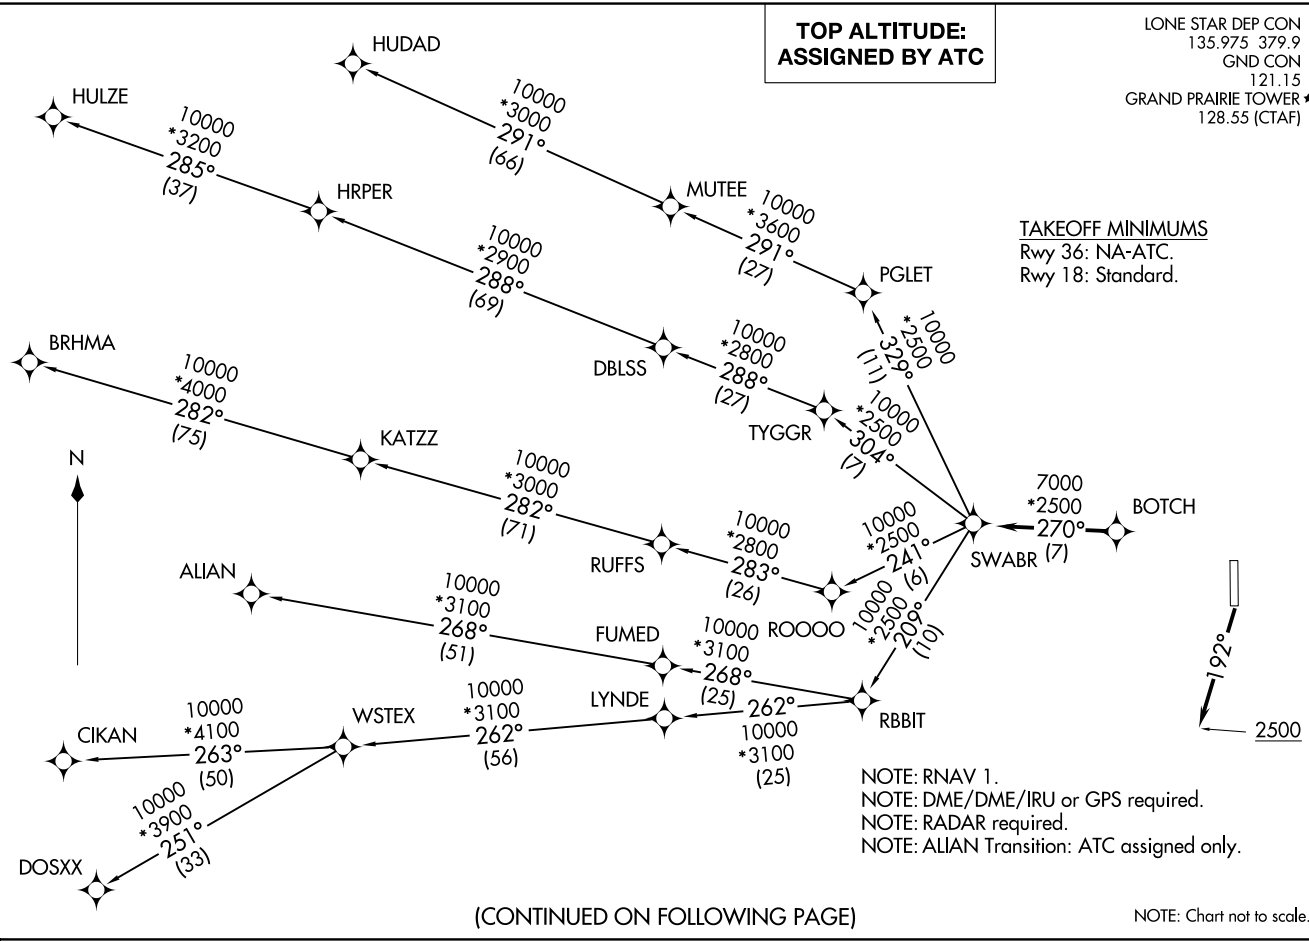 TOP ALTITUDE:
ASSIGNED BY ATC
LONE STAR DEP CON
135.975 379.9
GND CON
121.15
GRAND PRAIRIE TOWER★
128.55 (CTAF)
HUDAD
10000
*3000
291°
(66)
HULZE
10000
*3200
285°
(37)
HRPER
MUTEE
10000
*3600
291°
(27)
PGLET
TAKEOFF MINIMUMS
Rwy 36: NA-ATC.
Rwy 18: Standard.
10000
*2900
288°
(69)
DBLSS
10000
*2800
288°
(27)
TYGGR
10000
*2500
329°
(11)
10000
*2500
304°
(7)
BRHMA
10000
*4000
282°
(75)
KATZZ
10000
*3000
282°
(71)
RUFFS
10000
*2800
283°
(26)
ROOOO
10000
*2500
241°
(6)
SWABR
7000
*2500
270°
(7)
BOTCH
N
ALIAN
10000
*3100
268°
(51)
FUMED
10000
*3100
268°
(25)
10000
*2500
209°
(10)
RBBIT
192°
2500
CIKAN
10000
*4100
263°
(50)
WSTEX
10000
*3100
262°
(56)
LYNDE
262°
10000
*3100
(25)
10000
*3900
251°
(33)
DOSXX
NOTE: RNAV 1.
NOTE: DME/DME/IRU or GPS required.
NOTE: RADAR required.
NOTE: ALIAN Transition: ATC assigned only.
(CONTINUED ON FOLLOWING PAGE)
NOTE: Chart not to scale.